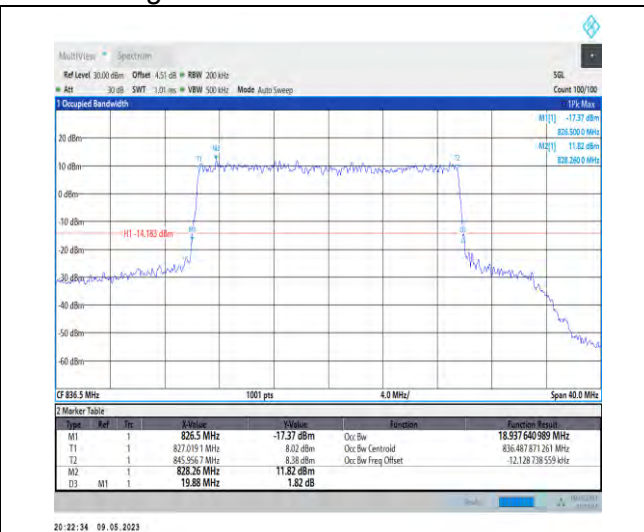 MultiView Spectrum
Ref Level 30.00 dBm Offset 4.51 dB RBW 200 kHz SGL
Att 30 dB SWT 1.01 ms VBW 500 kHz Mode Auto Sweep Count 100/100
1 Occupied Bandwidth 1Pk Max
M1[1] -17.37 dBm
826.500 0 MHz
M2[1] 11.82 dBm
828.260 0 MHz
20 dBm
M2
T1 T2
10 dBm
0 dBm
-10 dBm
H1 -14.183 dBm M1 D3
-20 dBm
-30 dBm
-40 dBm
-50 dBm
-60 dBm
CF 836.5 MHz 1001 pts 4.0 MHz/ Span 40.0 MHz
2 Marker Table
Type Ref Trc X-Value Y-Value Function Function Result
M1 1 826.5 MHz -17.37 dBm Occ Bw 18.937 640 989 MHz
T1 1 827.019 1 MHz 8.02 dBm Occ Bw Centroid 836.487 871 261 MHz
T2 1 845.956 7 MHz 8.38 dBm Occ Bw Freq Offset -12.128 738 559 kHz
M2 1 828.26 MHz 11.82 dBm
D3 M1 1 19.88 MHz 1.82 dB
20:22:34 09.05.2023